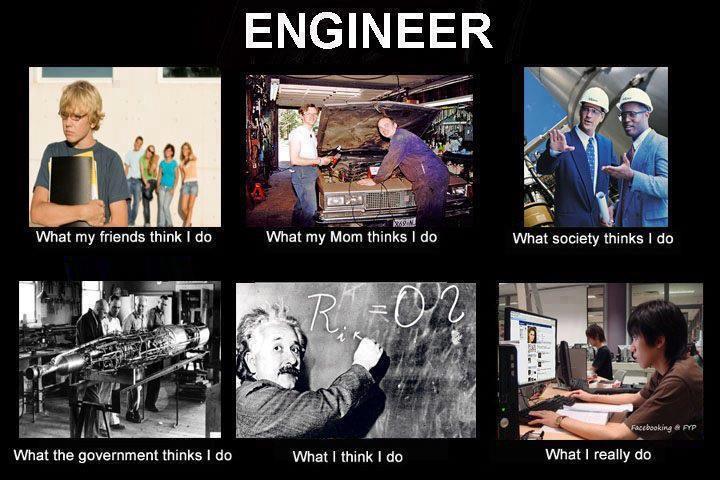 ENGINEER
What my friends think I do
What my Mom thinks I do
What society thinks I do
R i κ = 0 ?
What the government thinks I do
What I think I do
Facebooking @ FYP
What I really do